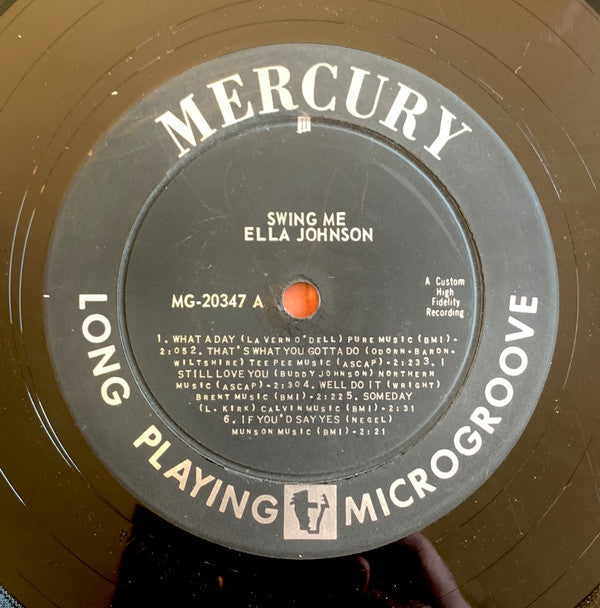 MERCURY
SWING ME
ELLA JOHNSON
MG-20347 A
A Custom
High
Fidelity
Recording
1. WHAT A DAY (LA VERN O'DELL) PURE MUSIC (BMI)-
2:05 2. THAT'S WHAT YOU GOTTA DO (ODORN-BARON-
WILTSHIRE) TEE PEE MUSIC (ASCAP) - 2:23 3. I
STILL LOVE YOU (BUDDY JOHNSON) NORTHERN
MUSIC (ASCAP) - 2:30 4. WELL DO IT (WRIGHT)
BRENT MUSIC (BMI) - 2:22 5. SOMEDAY
(L. KIRK) CALVIN MUSIC (BMI) - 2:31
6. IF YOU'D SAY YES (NEGEL)
MUNSON MUSIC (BMI) - 2:21
LONG PLAYING MICROGROOVE